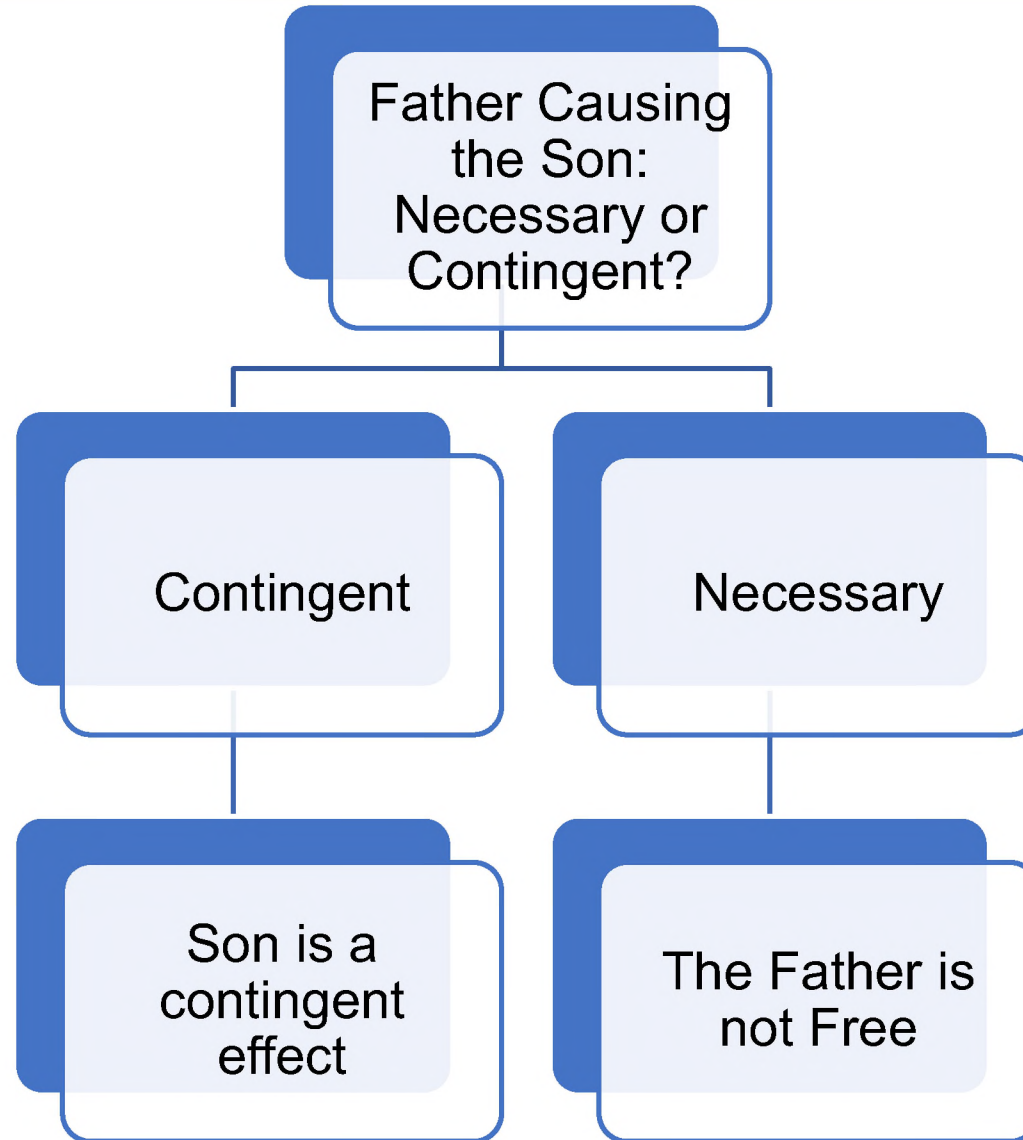 Father Causing
the Son:
Necessary or
Contingent?
Contingent
Necessary
Son is a
contingent
effect
The Father is
not Free